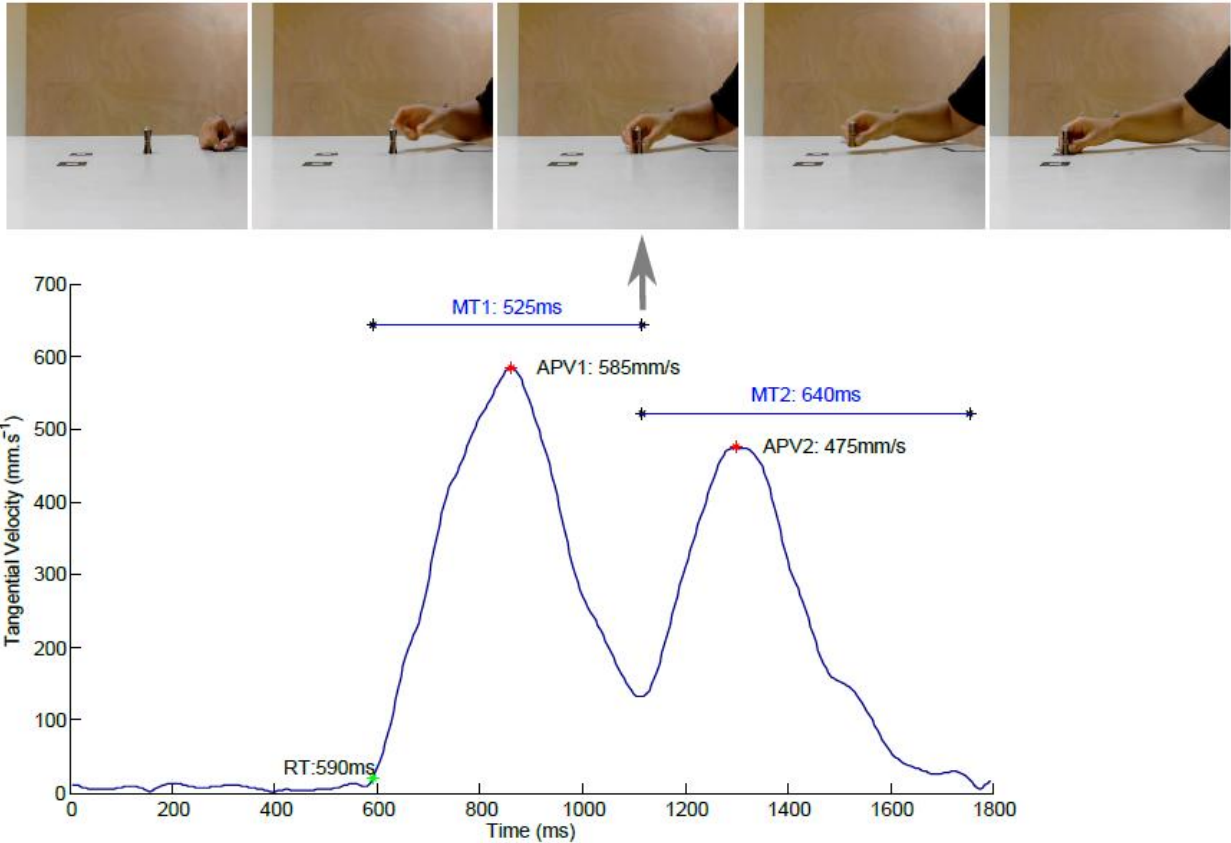 700
MT1: 525ms
600
APV1: 585mm/s
MT2: 640ms
500
APV2: 475mm/s
400
300
200
100
RT:590ms
0
0 200 400 600 800 1000 1200 1400 1600 1800
Time (ms)
Tangential Velocity (mm.s⁻¹)